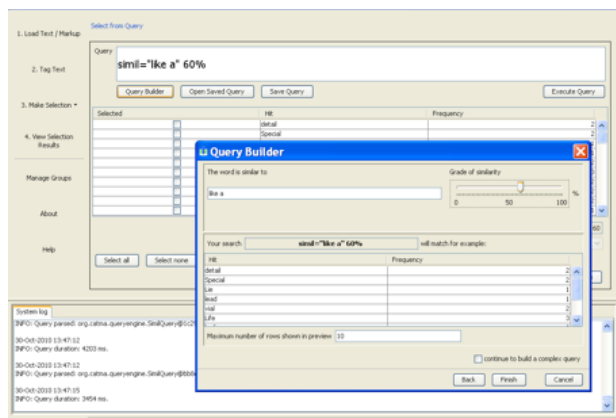 Select from Query
1. Load Text / Markup
2. Tag Text
3. Make Selection
4. View Selection
Results
Manage Groups
About
Help
Query
simil="like a" 60%
Query Builder
Open Saved Query
Save Query
Execute Query
Selected
Hit
Frequency
detail
2
Special
2
Query Builder
The word is similar to
like a
Grade of similarity
0
50
100
%
Your search
simil="like a" 60%
will match for example:
Hit
Frequency
detail
2
Special
2
Lie
1
lead
1
vial
2
Life
3
Maximum number of rows shown in preview
10
continue to build a complex query
Back
Finish
Cancel
60
Select all
Select none
System log
INFO: Query parsed: org.catma.queryengine.SimilQuery@1c2
30-Oct-2010 13:47:12
INFO: Query duration: 4203 ms.
30-Oct-2010 13:47:12
INFO: Query parsed: org.catma.queryengine.SimilQuery
30-Oct-2010 13:47:15
INFO: Query duration: 3454 ms.